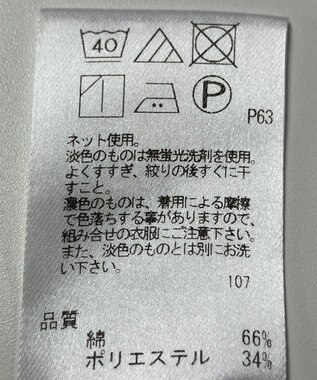 40
P
P63
ネット使用。
淡色のものは無蛍光洗剤を使用。
よくすすぎ、絞りの後すぐに干
すこと。
濃色のものは、着用による摩擦
で色落ちする事がありますので、
組み合せの衣服にご注意下さい。
また、淡色のものとは別にお洗
い下さい。
107
品質
綿 66%
ポリエステル 34%